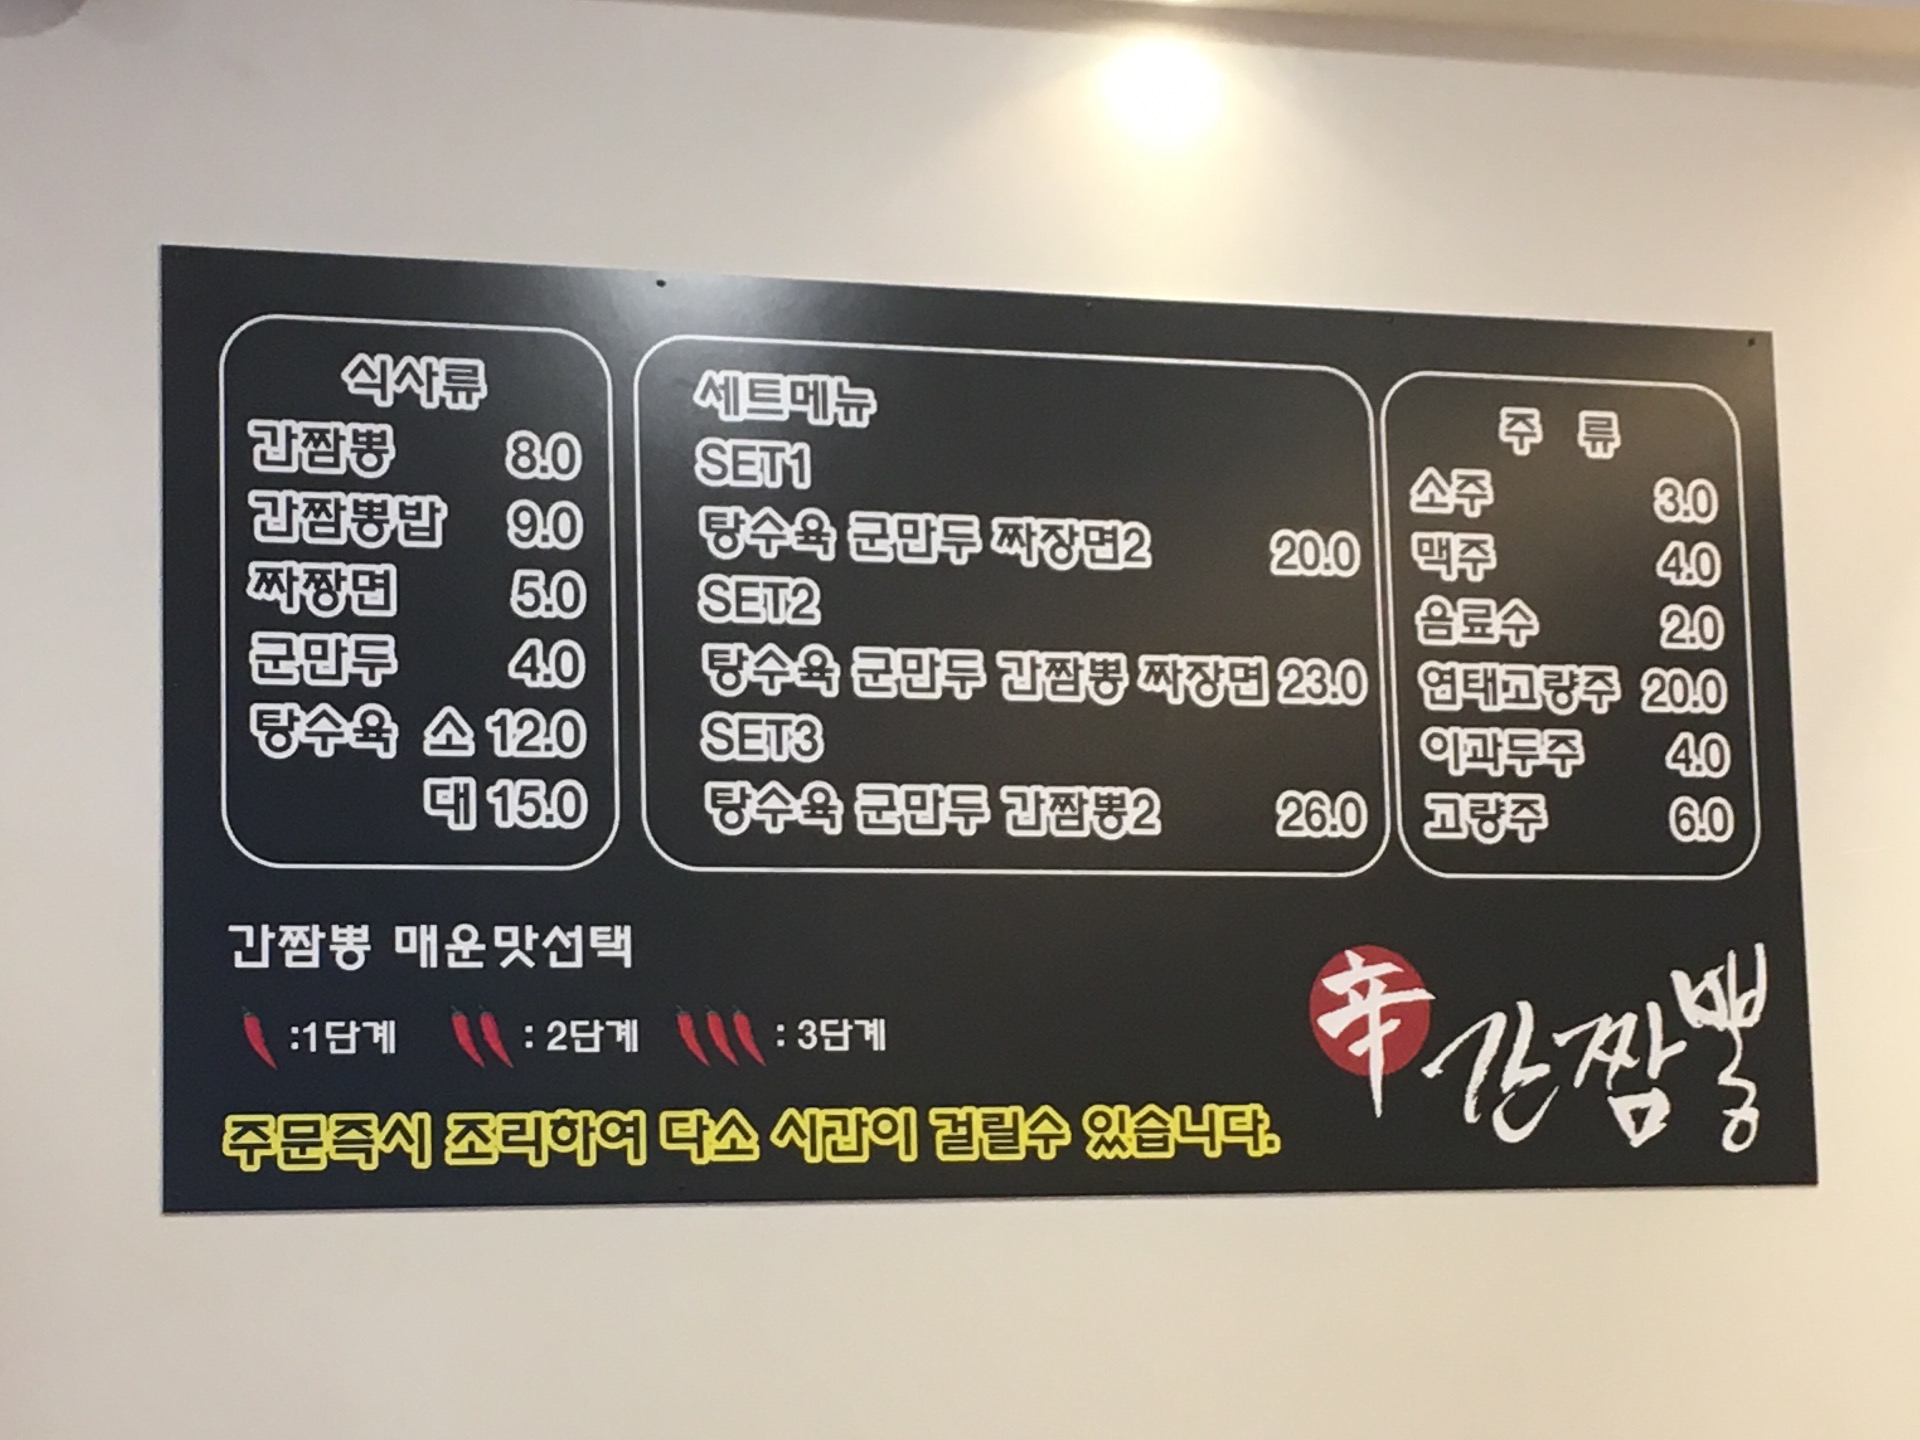 식사류
간짬뽕 8.0
간짬뽕밥 9.0
짜짱면 5.0
군만두 4.0
탕수육 소 12.0
대 15.0
세트메뉴
SET1
탕수육 군만두 짜장면2 20.0
SET2
탕수육 군만두 간짬뽕 짜장면 23.0
SET3
탕수육 군만두 간짬뽕2 26.0
주 류
소주 3.0
맥주 4.0
음료수 2.0
연태고량주 20.0
이과두주 4.0
고량주 6.0
간짬뽕 매운맛선택
:1단계 : 2단계 : 3단계
주문즉시 조리하여 다소 시간이 걸릴수 있습니다.
辛 간짬뽕